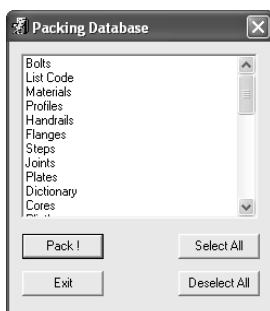 Packing Database
Bolts
List Code
Materials
Profiles
Handrails
Flanges
Steps
Joints
Plates
Dictionary
Cores
Pack !
Select All
Exit
Deselect All